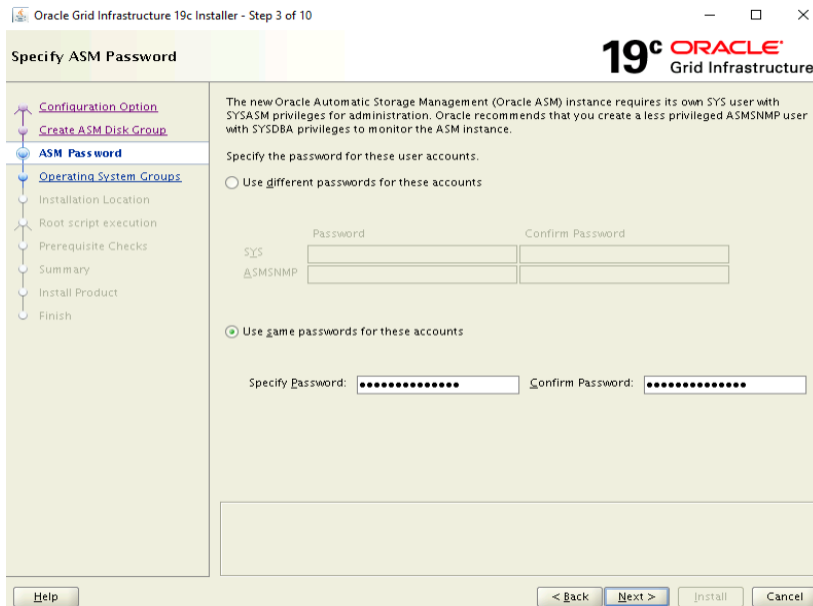 Oracle Grid Infrastructure 19c Installer - Step 3 of 10
Specify ASM Password
19c ORACLE
Grid Infrastructure
Configuration Option
Create ASM Disk Group
ASM Password
Operating System Groups
Installation Location
Root script execution
Prerequisite Checks
Summary
Install Product
Finish
The new Oracle Automatic Storage Management (Oracle ASM) instance requires its own SYS user with
SYSASM privileges for administration. Oracle recommends that you create a less privileged ASMSNMP user
with SYSDBA privileges to monitor the ASM instance.
Specify the password for these user accounts.
Use different passwords for these accounts
Password Confirm Password
SYS
ASMSNMP
Use same passwords for these accounts
Specify Password: ●●●●●●●●●●●●●● Confirm Password: ●●●●●●●●●●●●●●
Help < Back Next > Install Cancel